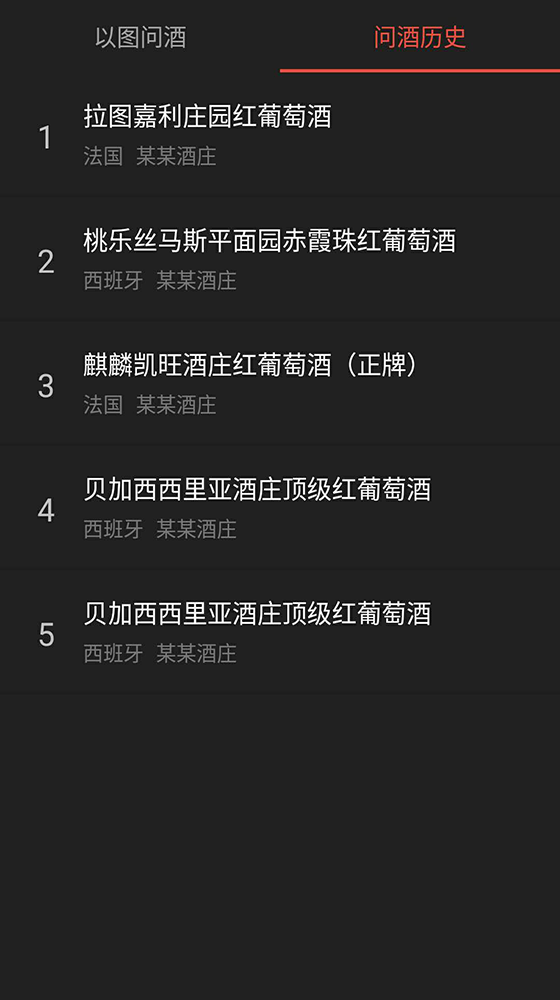 以图问酒 问酒历史
1
拉图嘉利庄园红葡萄酒
法国 某某酒庄
2
桃乐丝马斯平面园赤霞珠红葡萄酒
西班牙 某某酒庄
3
麒麟凯旺酒庄红葡萄酒（正牌）
法国 某某酒庄
4
贝加西西里亚酒庄顶级红葡萄酒
西班牙 某某酒庄
5
贝加西西里亚酒庄顶级红葡萄酒
西班牙 某某酒庄